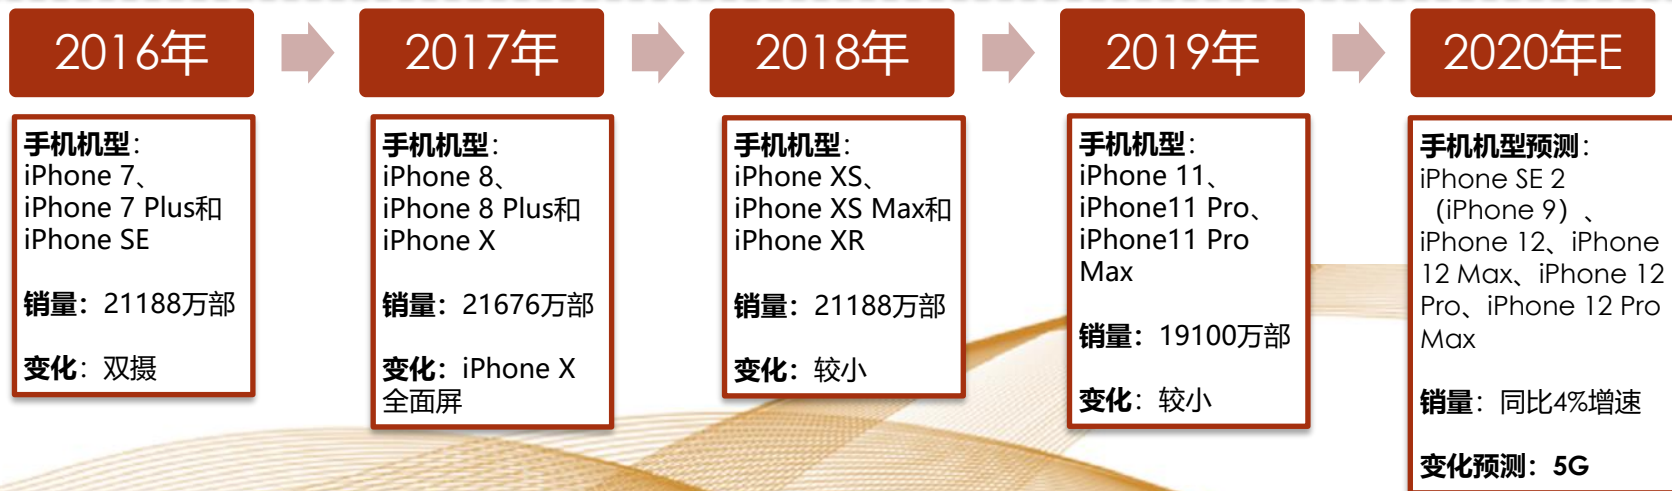 2016年
2017年
2018年
2019年
2020年E
手机机型：
iPhone 7、
iPhone 7 Plus和
iPhone SE
销量：21188万部
变化：双摄
手机机型：
iPhone 8、
iPhone 8 Plus和
iPhone X
销量：21676万部
变化：iPhone X
全面屏
手机机型：
iPhone XS、
iPhone XS Max和
iPhone XR
销量：21188万部
变化：较小
手机机型：
iPhone 11、
iPhone11 Pro、
iPhone11 Pro
Max
销量：19100万部
变化：较小
手机机型预测：
iPhone SE 2
（iPhone 9）、
iPhone 12、iPhone
12 Max、iPhone 12
Pro、iPhone 12 Pro
Max
销量：同比4%增速
变化预测：5G